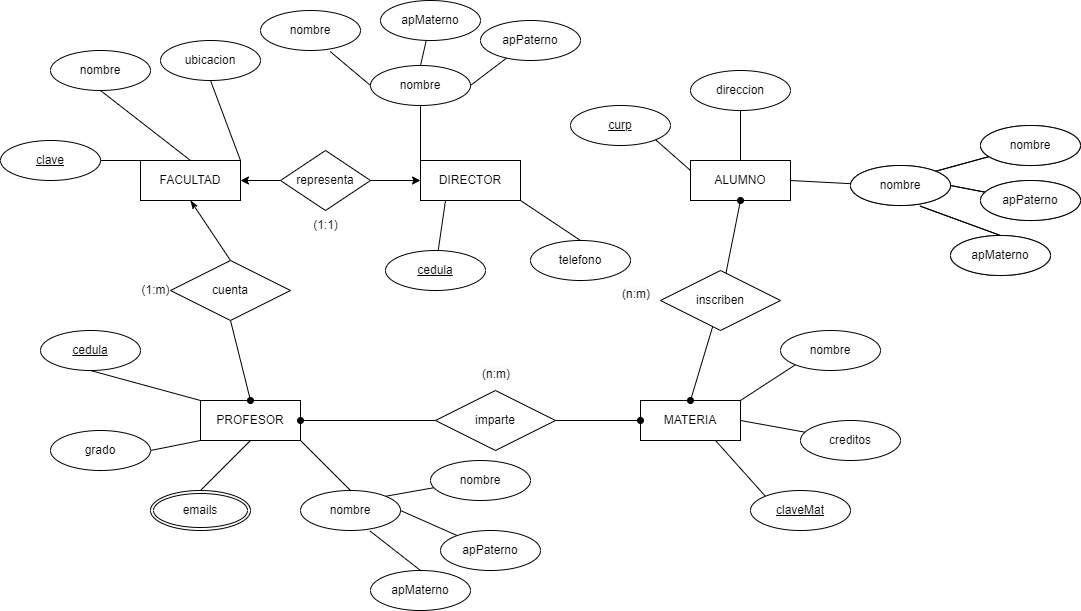 apMaterno
nombre
apPaterno
ubicacion
nombre
nombre
direccion
curp
nombre
clave
FACULTAD
representa
DIRECTOR
ALUMNO
nombre
apPaterno
(1:1)
apMaterno
telefono
cedula
(1:m)
cuenta
(n:m)
inscriben
cedula
nombre
(n:m)
PROFESOR
imparte
MATERIA
grado
creditos
nombre
emails
nombre
claveMat
apPaterno
apMaterno